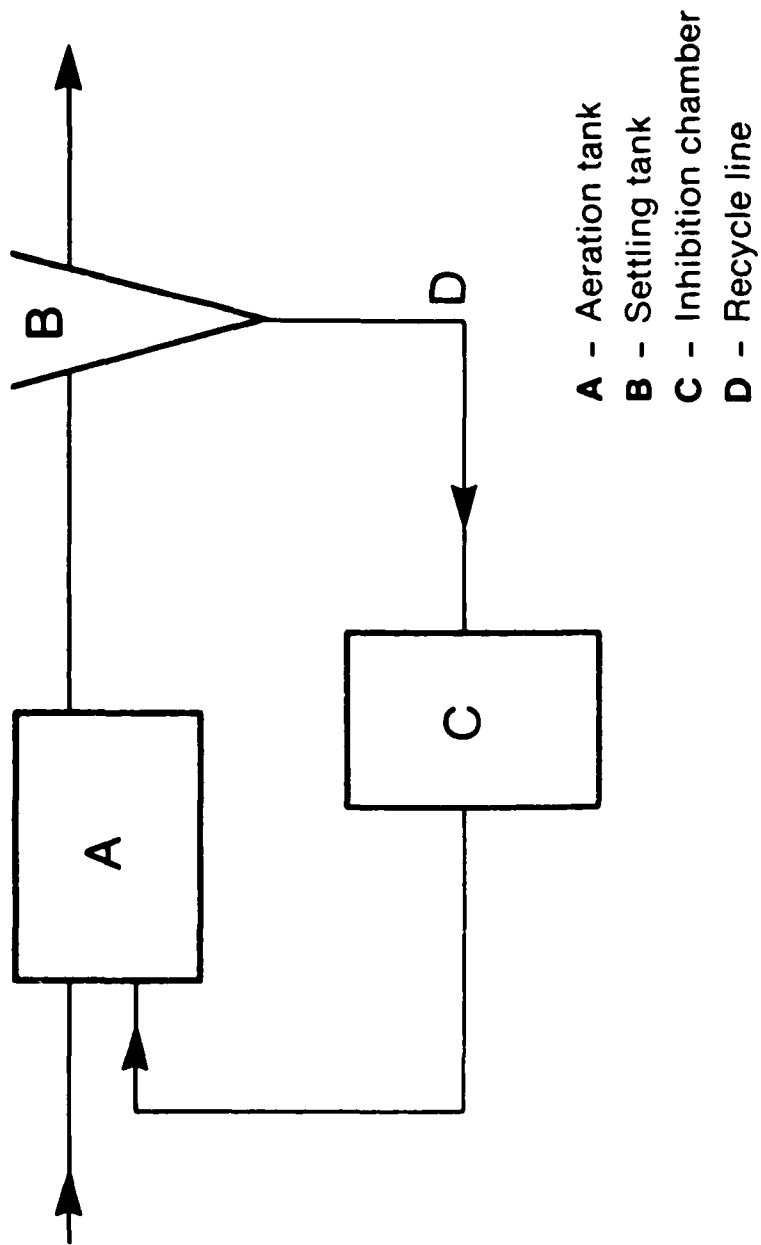 B
D
A
C
A – Aeration tank
B – Settling tank
C – Inhibition chamber
D – Recycle line